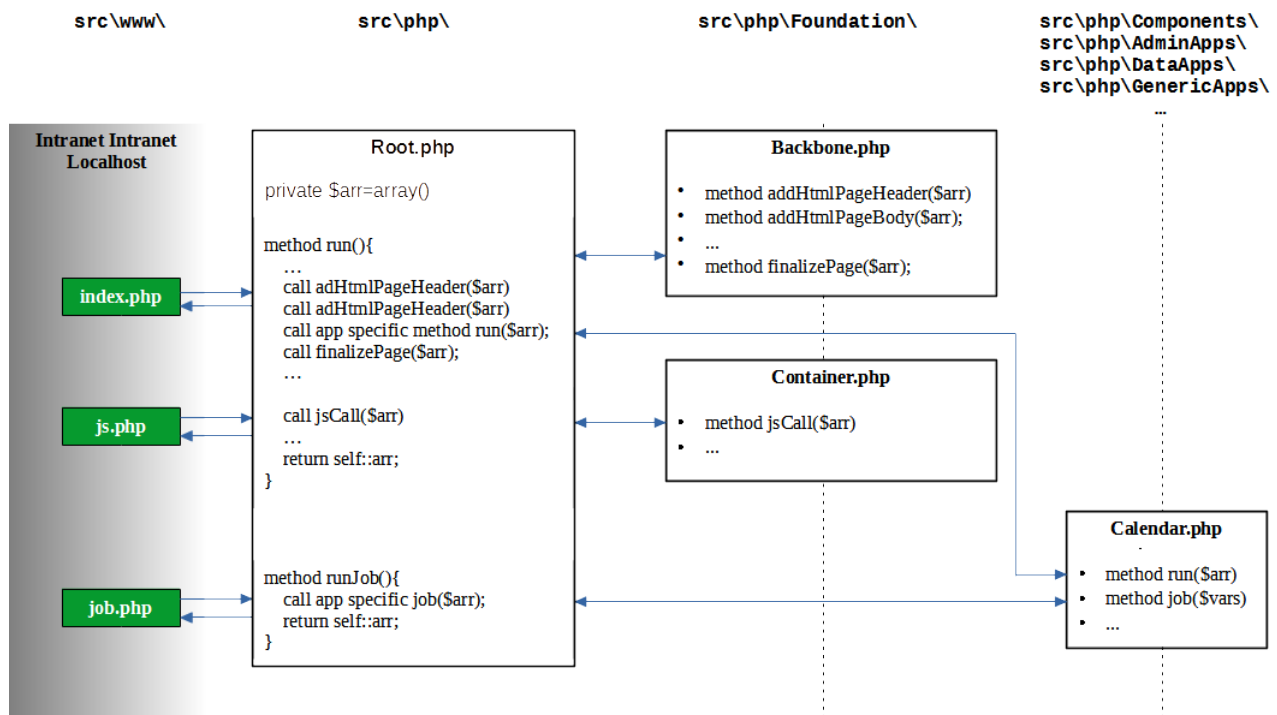 src\www\
src\php\
src\php\Foundation\
src\php\Components\
src\php\AdminApps\
src\php\DataApps\
src\php\GenericApps\
...
Intranet Intranet
Localhost
index.php
js.php
job.php
Root.php
private $arr=array()
method run(){
…
call adHtmlPageHeader($arr)
call adHtmlPageHeader($arr)
call app specific method run($arr);
call finalizePage($arr);
…
call jsCall($arr)
…
return self::arr;
}
method runJob(){
call app specific job($arr);
return self::arr;
}
Backbone.php
• method addHtmlPageHeader($arr)
• method addHtmlPageBody($arr);
• ...
• method finalizePage($arr);
Container.php
• method jsCall($arr)
• ...
Calendar.php
• method run($arr)
• method job($vars)
• ...